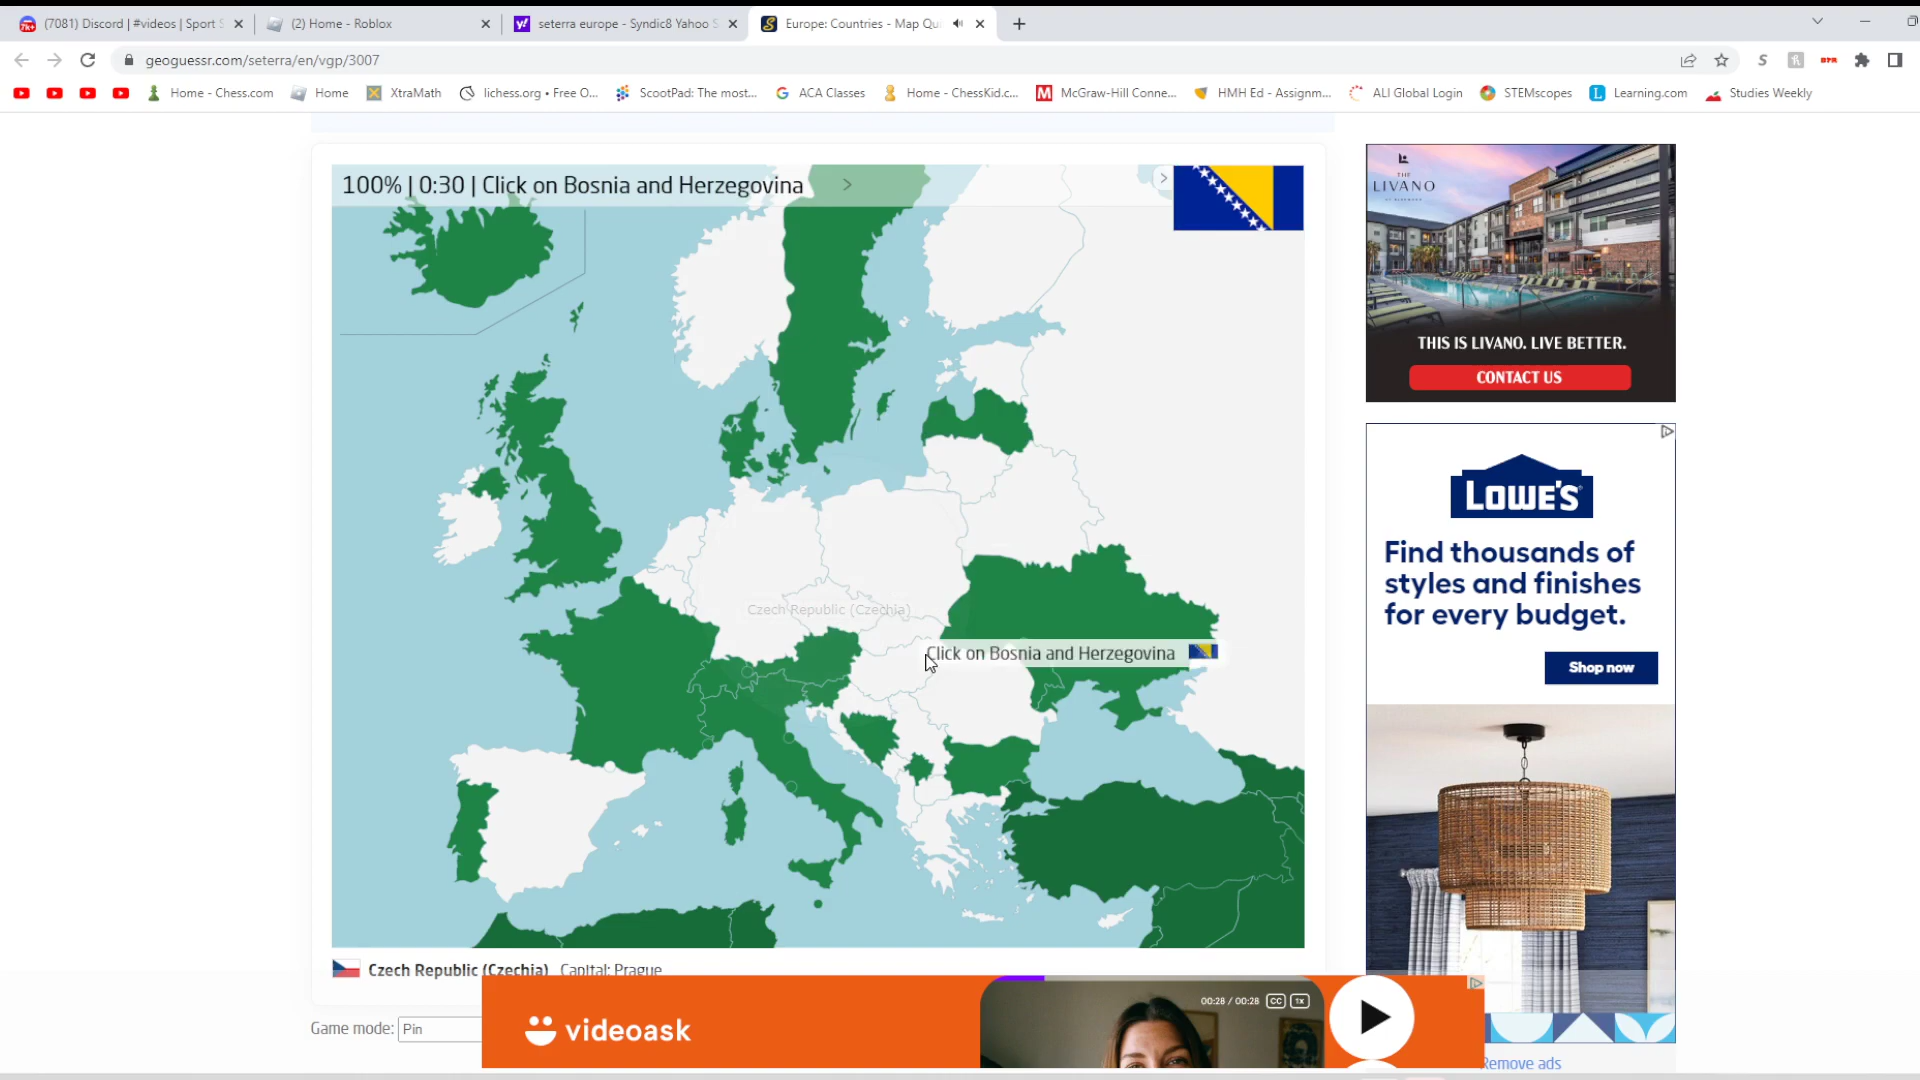 (7081) Discord | #videos | Sport S
(2) Home - Roblox
seterra europe - Syndic8 Yahoo S
Europe: Countries - Map Qu
geoguessr.com/seterra/en/vgp/3007
Home - Chess.com
Home
XtraMath
lichess.org • Free O...
ScootPad: The most...
ACA Classes
Home - ChessKid.c...
McGraw-Hill Conne...
HMH Ed - Assignm...
ALI Global Login
STEMscopes
Learning.com
Studies Weekly
100% | 0:30 | Click on Bosnia and Herzegovina
THE
LIVANO
THIS IS LIVANO. LIVE BETTER.
CONTACT US
LOWE'S
Find thousands of
styles and finishes
for every budget.
Shop now
Czech Republic (Czechia)
Click on Bosnia and Herzegovina
Czech Republic (Czechia) Capital: Prague
00:28 / 00:28 CC 1x
videoask
Game mode: Pin
Remove ads